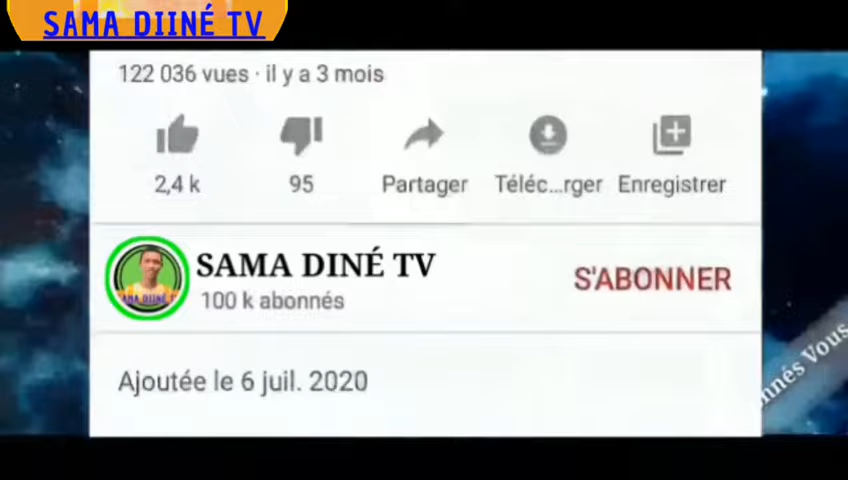 SAMA DIINÉ TV
122 036 vues · il y a 3 mois
2,4 k
95
Partager
Téléc...rger
Enregistrer
SAMA DINÉ TV
100 k abonnés
S'ABONNER
Ajoutée le 6 juil. 2020
Vous